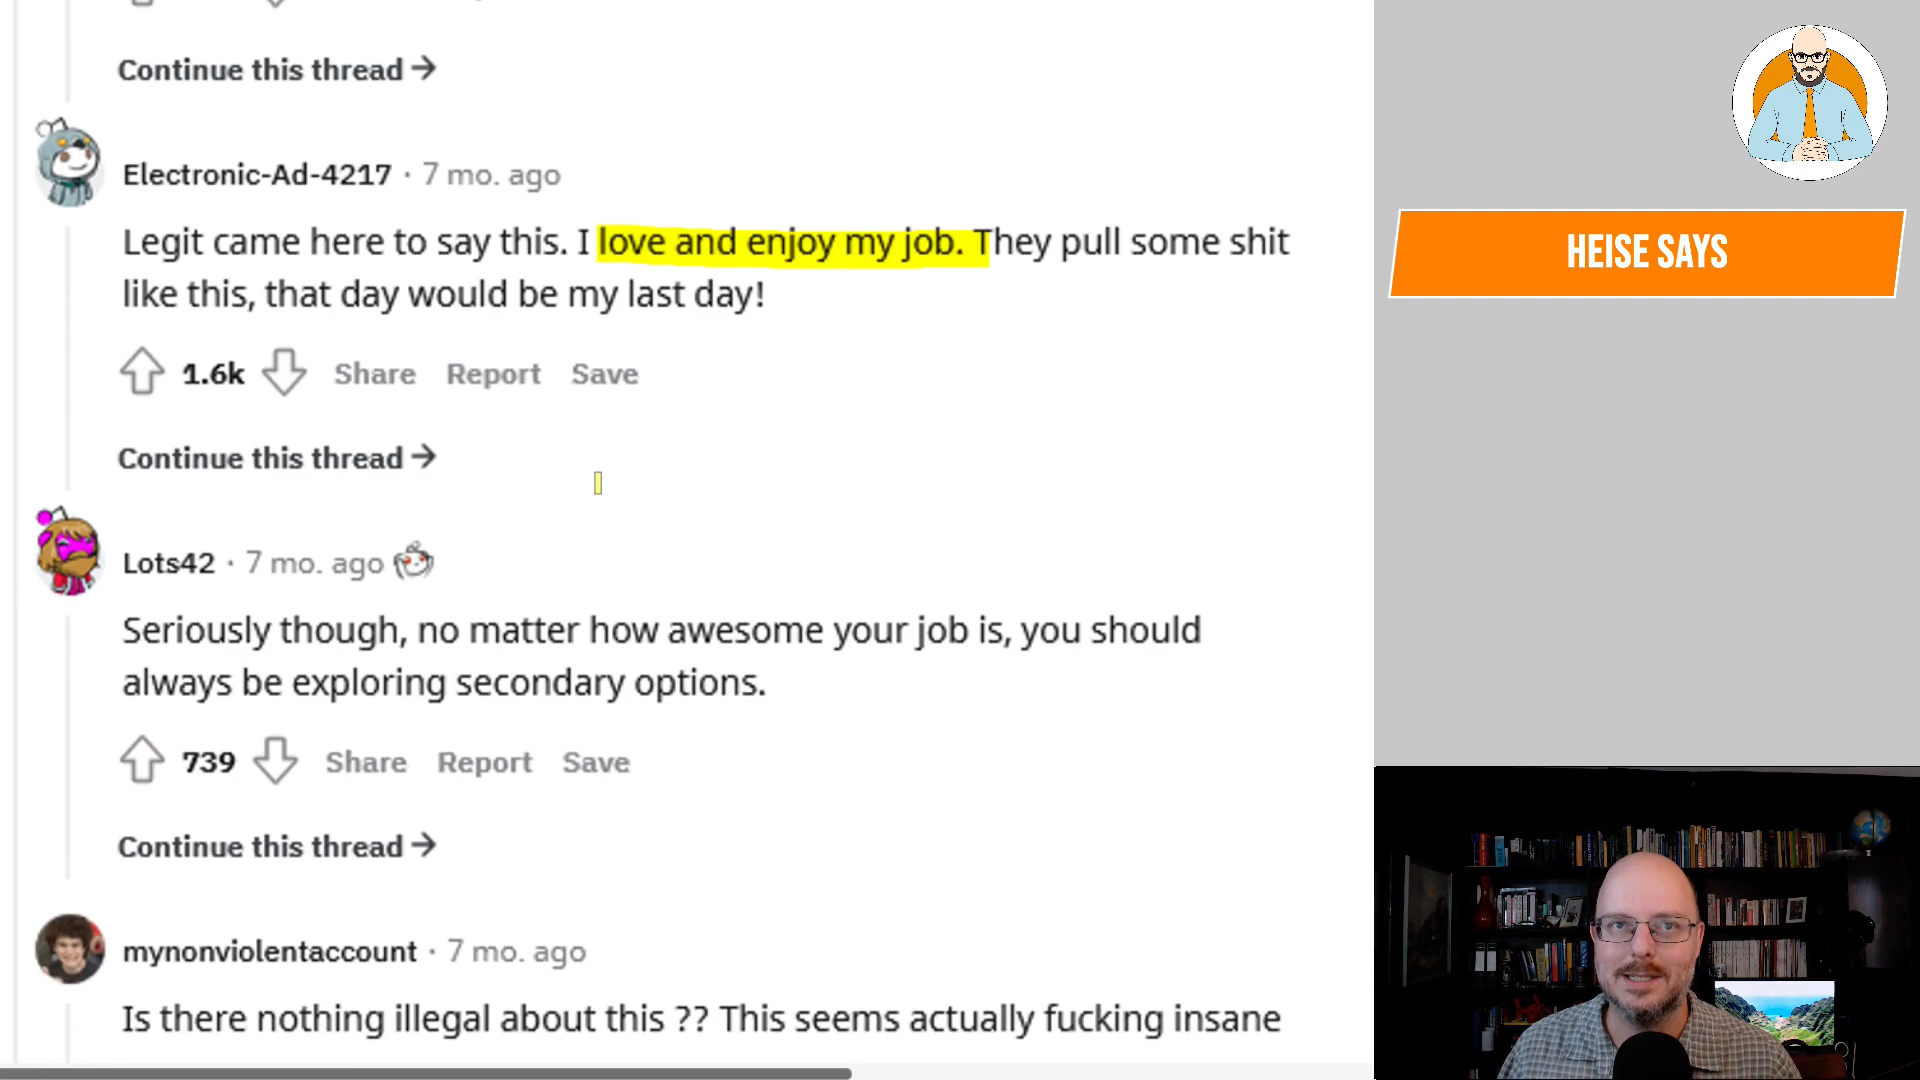 Continue this thread →
Electronic-Ad-4217 · 7 mo. ago
Legit came here to say this. I love and enjoy my job. They pull some shit
like this, that day would be my last day!
1.6k Share Report Save
Continue this thread →
Lots42 · 7 mo. ago
Seriously though, no matter how awesome your job is, you should
always be exploring secondary options.
739 Share Report Save
Continue this thread →
mynonviolentaccount · 7 mo. ago
Is there nothing illegal about this ?? This seems actually fucking insane
HEISE SAYS